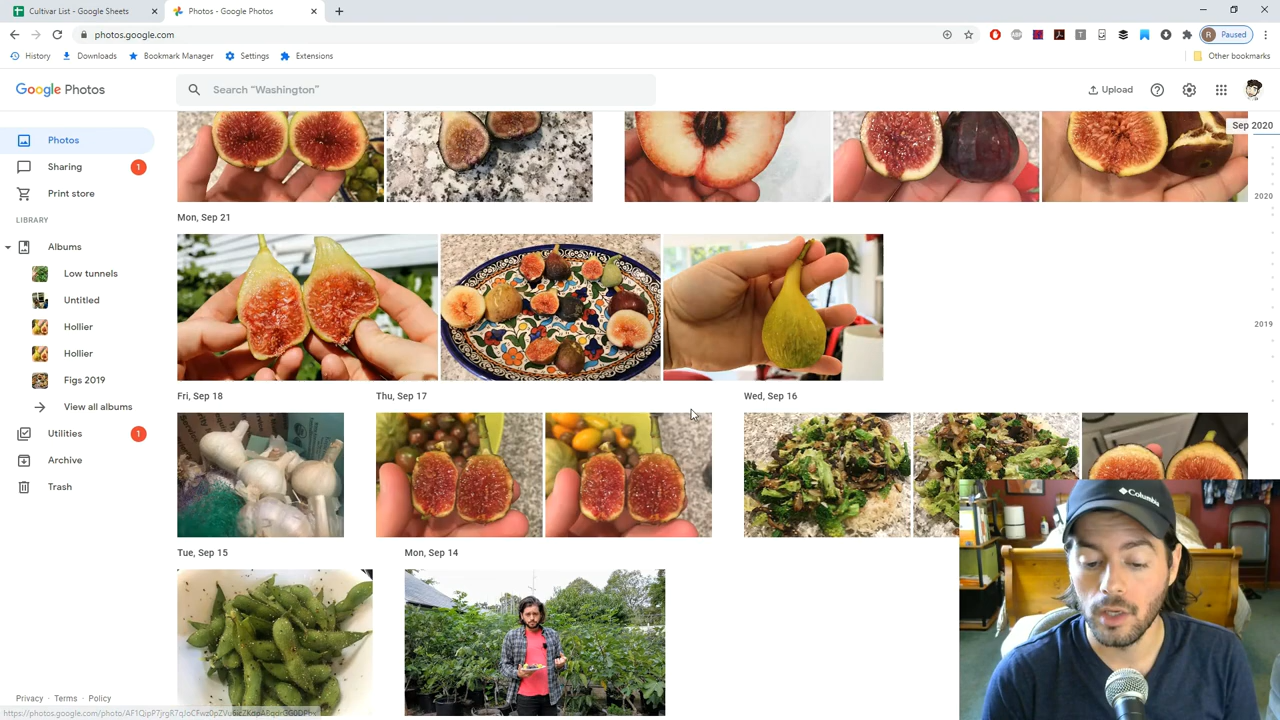 Cultivar List - Google Sheets
Photos - Google Photos
photos.google.com
Paused
History
Downloads
Bookmark Manager
Settings
Extensions
Other bookmarks
Google Photos
Search “Washington”
Upload
Photos
Sharing
1
Print store
LIBRARY
Albums
Low tunnels
Untitled
Hollier
Hollier
Figs 2019
View all albums
Utilities
1
Archive
Trash
Sep 2020
2020
2019
Mon, Sep 21
Fri, Sep 18
Thu, Sep 17
Wed, Sep 16
Tue, Sep 15
Mon, Sep 14
Columbia
Privacy · Terms · Policy